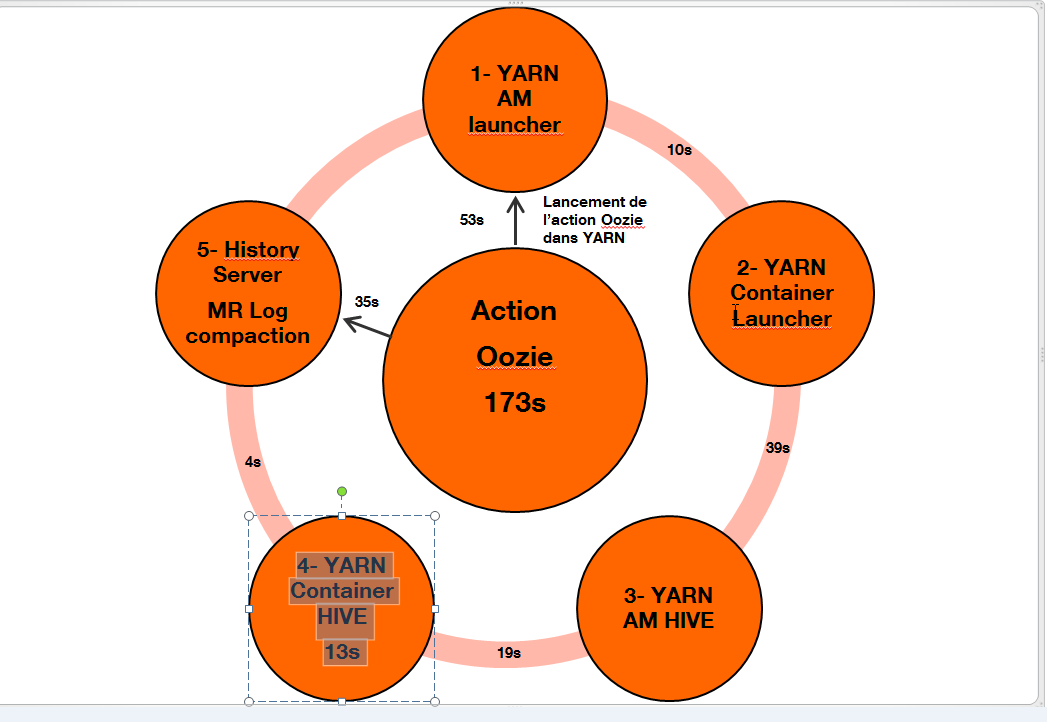 1- YARN
AM
launcher
10s
2- YARN
Container
Launcher
39s
3- YARN
AM HIVE
19s
4- YARN
Container
HIVE
13s
4s
5- History
Server
MR Log
compaction
35s
53s
Lancement de
l'action Oozie
dans YARN
Action
Oozie
173s